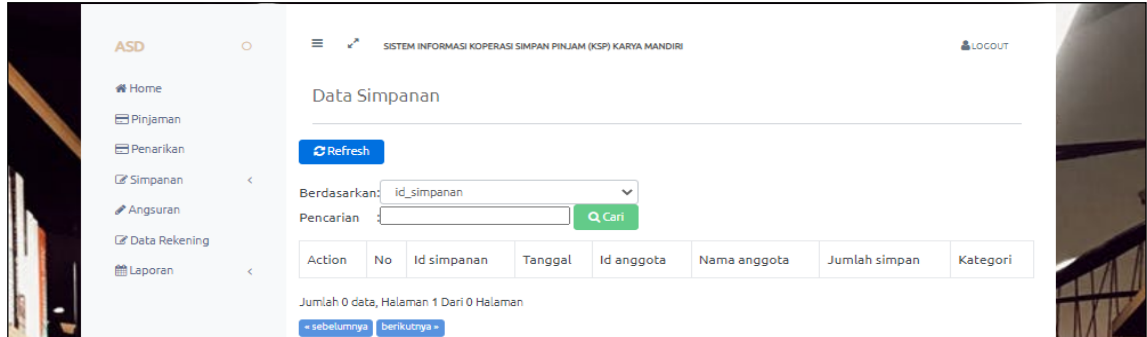 ASD
SISTEM INFORMASI KOPERASI SIMPAN PINJAM (KSP) KARYA MANDIRI
LOGOUT
Home
Pinjaman
Penarikan
Simpanan
Angsuran
Data Rekening
Laporan
Data Simpanan
Refresh
Berdasarkan: id_simpanan
Pencarian : Cari
Action No Id simpanan Tanggal Id anggota Nama anggota Jumlah simpan Kategori
Jumlah 0 data, Halaman 1 Dari 0 Halaman
« sebelumnya berikutnya »